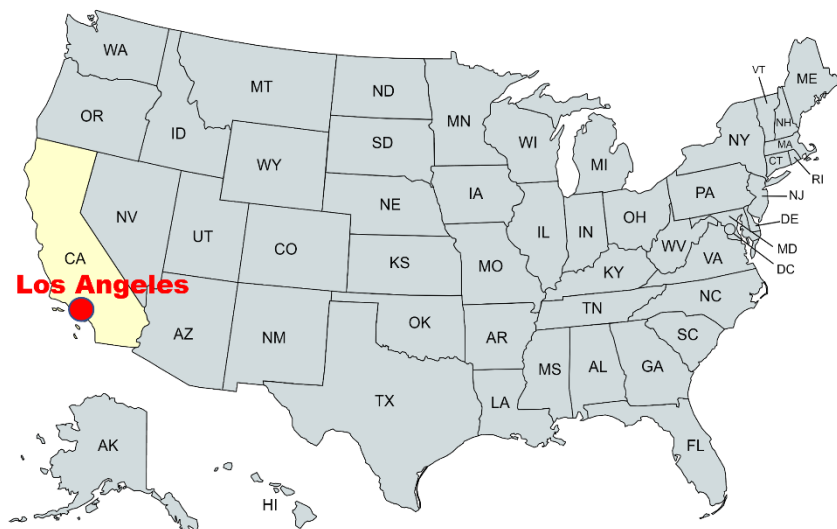 WA
MT
ND
MN
VT
ME
OR
ID
SD
WI
MI
NY
NH
MA
CT
RI
WY
IA
PA
NJ
NE
NV
UT
CO
IL
IN
OH
DE
MD
DC
WV
VA
CA
KS
MO
KY
Los Angeles
NC
TN
AZ
NM
OK
AR
SC
MS
AL
GA
TX
LA
AK
FL
HI